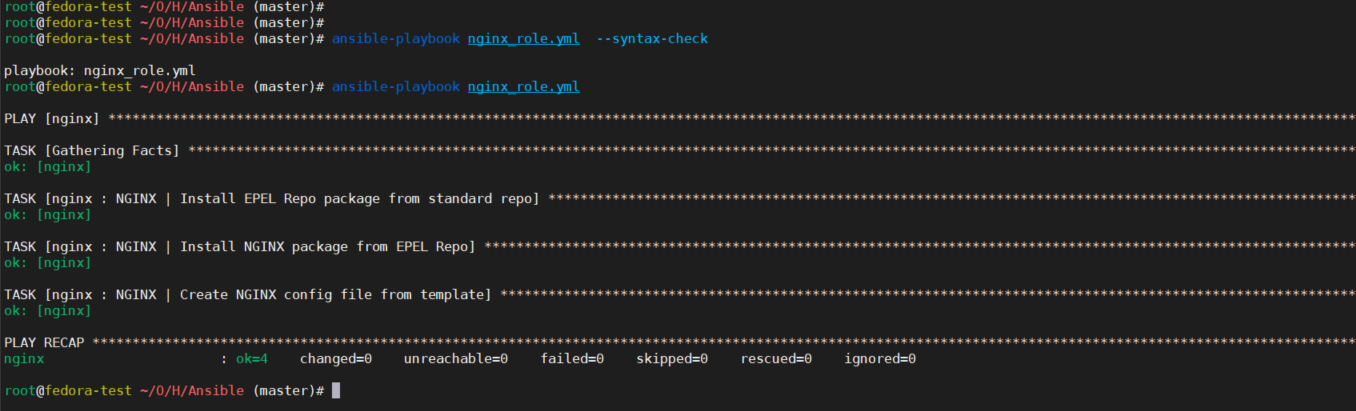 root@fedora-test ~/O/H/Ansible (master)#
root@fedora-test ~/O/H/Ansible (master)#
root@fedora-test ~/O/H/Ansible (master)# ansible-playbook nginx_role.yml  --syntax-check
playbook: nginx_role.yml
root@fedora-test ~/O/H/Ansible (master)# ansible-playbook nginx_role.yml
PLAY [nginx] ************************************************************************************************************************************************************
TASK [Gathering Facts] **************************************************************************************************************************************************
ok: [nginx]
TASK [nginx : NGINX | Install EPEL Repo package from standard repo] *****************************************************************************************************
ok: [nginx]
TASK [nginx : NGINX | Install NGINX package from EPEL Repo] *************************************************************************************************************
ok: [nginx]
TASK [nginx : NGINX | Create NGINX config file from template] ***********************************************************************************************************
ok: [nginx]
PLAY RECAP **************************************************************************************************************************************************************
nginx                      : ok=4    changed=0    unreachable=0    failed=0    skipped=0    rescued=0    ignored=0
root@fedora-test ~/O/H/Ansible (master)#